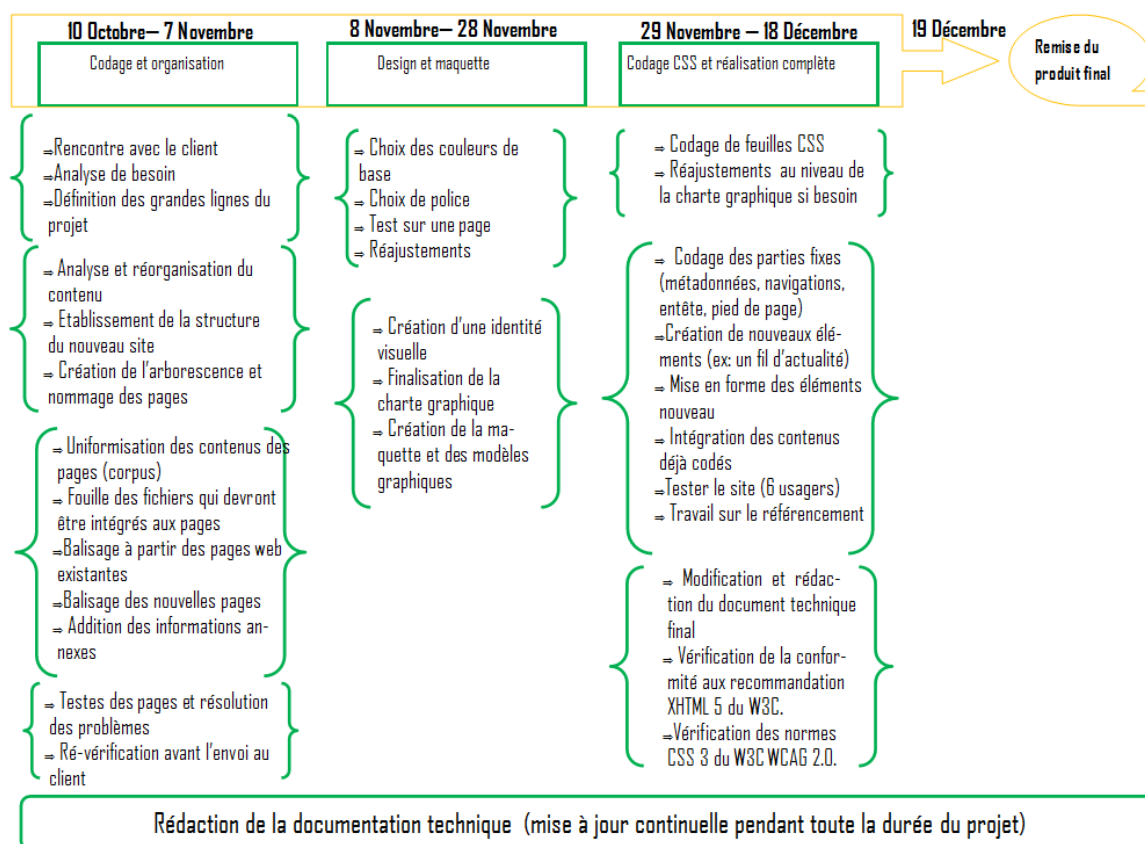 10 Octobre— 7 Novembre
Codage et organisation
8 Novembre— 28 Novembre
Design et maquette
29 Novembre — 18 Décembre
Codage CSS et réalisation complète
19 Décembre
Remise du
produit final
⇒Rencontre avec le client
⇒Analyse de besoin
⇒Définition des grandes lignes du
projet
⇒ Analyse et réorganisation du
contenu
⇒ Etablissement de la structure
du nouveau site
⇒ Création de l’arborescence et
nommage des pages
⇒ Uniformisation des contenus des
pages (corpus)
⇒ Fouille des fichiers qui devront
être intégrés aux pages
⇒Balisage à partir des pages web
existantes
⇒ Balisage des nouvelles pages
⇒ Addition des informations an-
nexes
⇒ Testes des pages et résolution
des problèmes
⇒ Ré-vérification avant l’envoi au
client
⇒ Choix des couleurs de
base
⇒ Choix de police
⇒ Test sur une page
⇒ Réajustements
⇒ Création d’une identité
visuelle
⇒ Finalisation de la
charte graphique
⇒ Création de la ma-
quette et des modèles
graphiques
⇒ Codage de feuilles CSS
⇒ Réajustements au niveau de
la charte graphique si besoin
⇒ Codage des parties fixes
(métadonnées, navigations,
entête, pied de page)
⇒Création de nouveaux élé-
ments (ex: un fil d’actualité)
⇒ Mise en forme des éléments
nouveau
⇒ Intégration des contenus
déjà codés
⇒Tester le site (6 usagers)
⇒ Travail sur le référencement
⇒ Modification et rédac-
tion du document technique
final
⇒ Vérification de la confor-
mité aux recommandation
XHTML 5 du W3C.
⇒Vérification des normes
CSS 3 du W3C WCAG 2.0.
Rédaction de la documentation technique (mise à jour continuelle pendant toute la durée du projet)